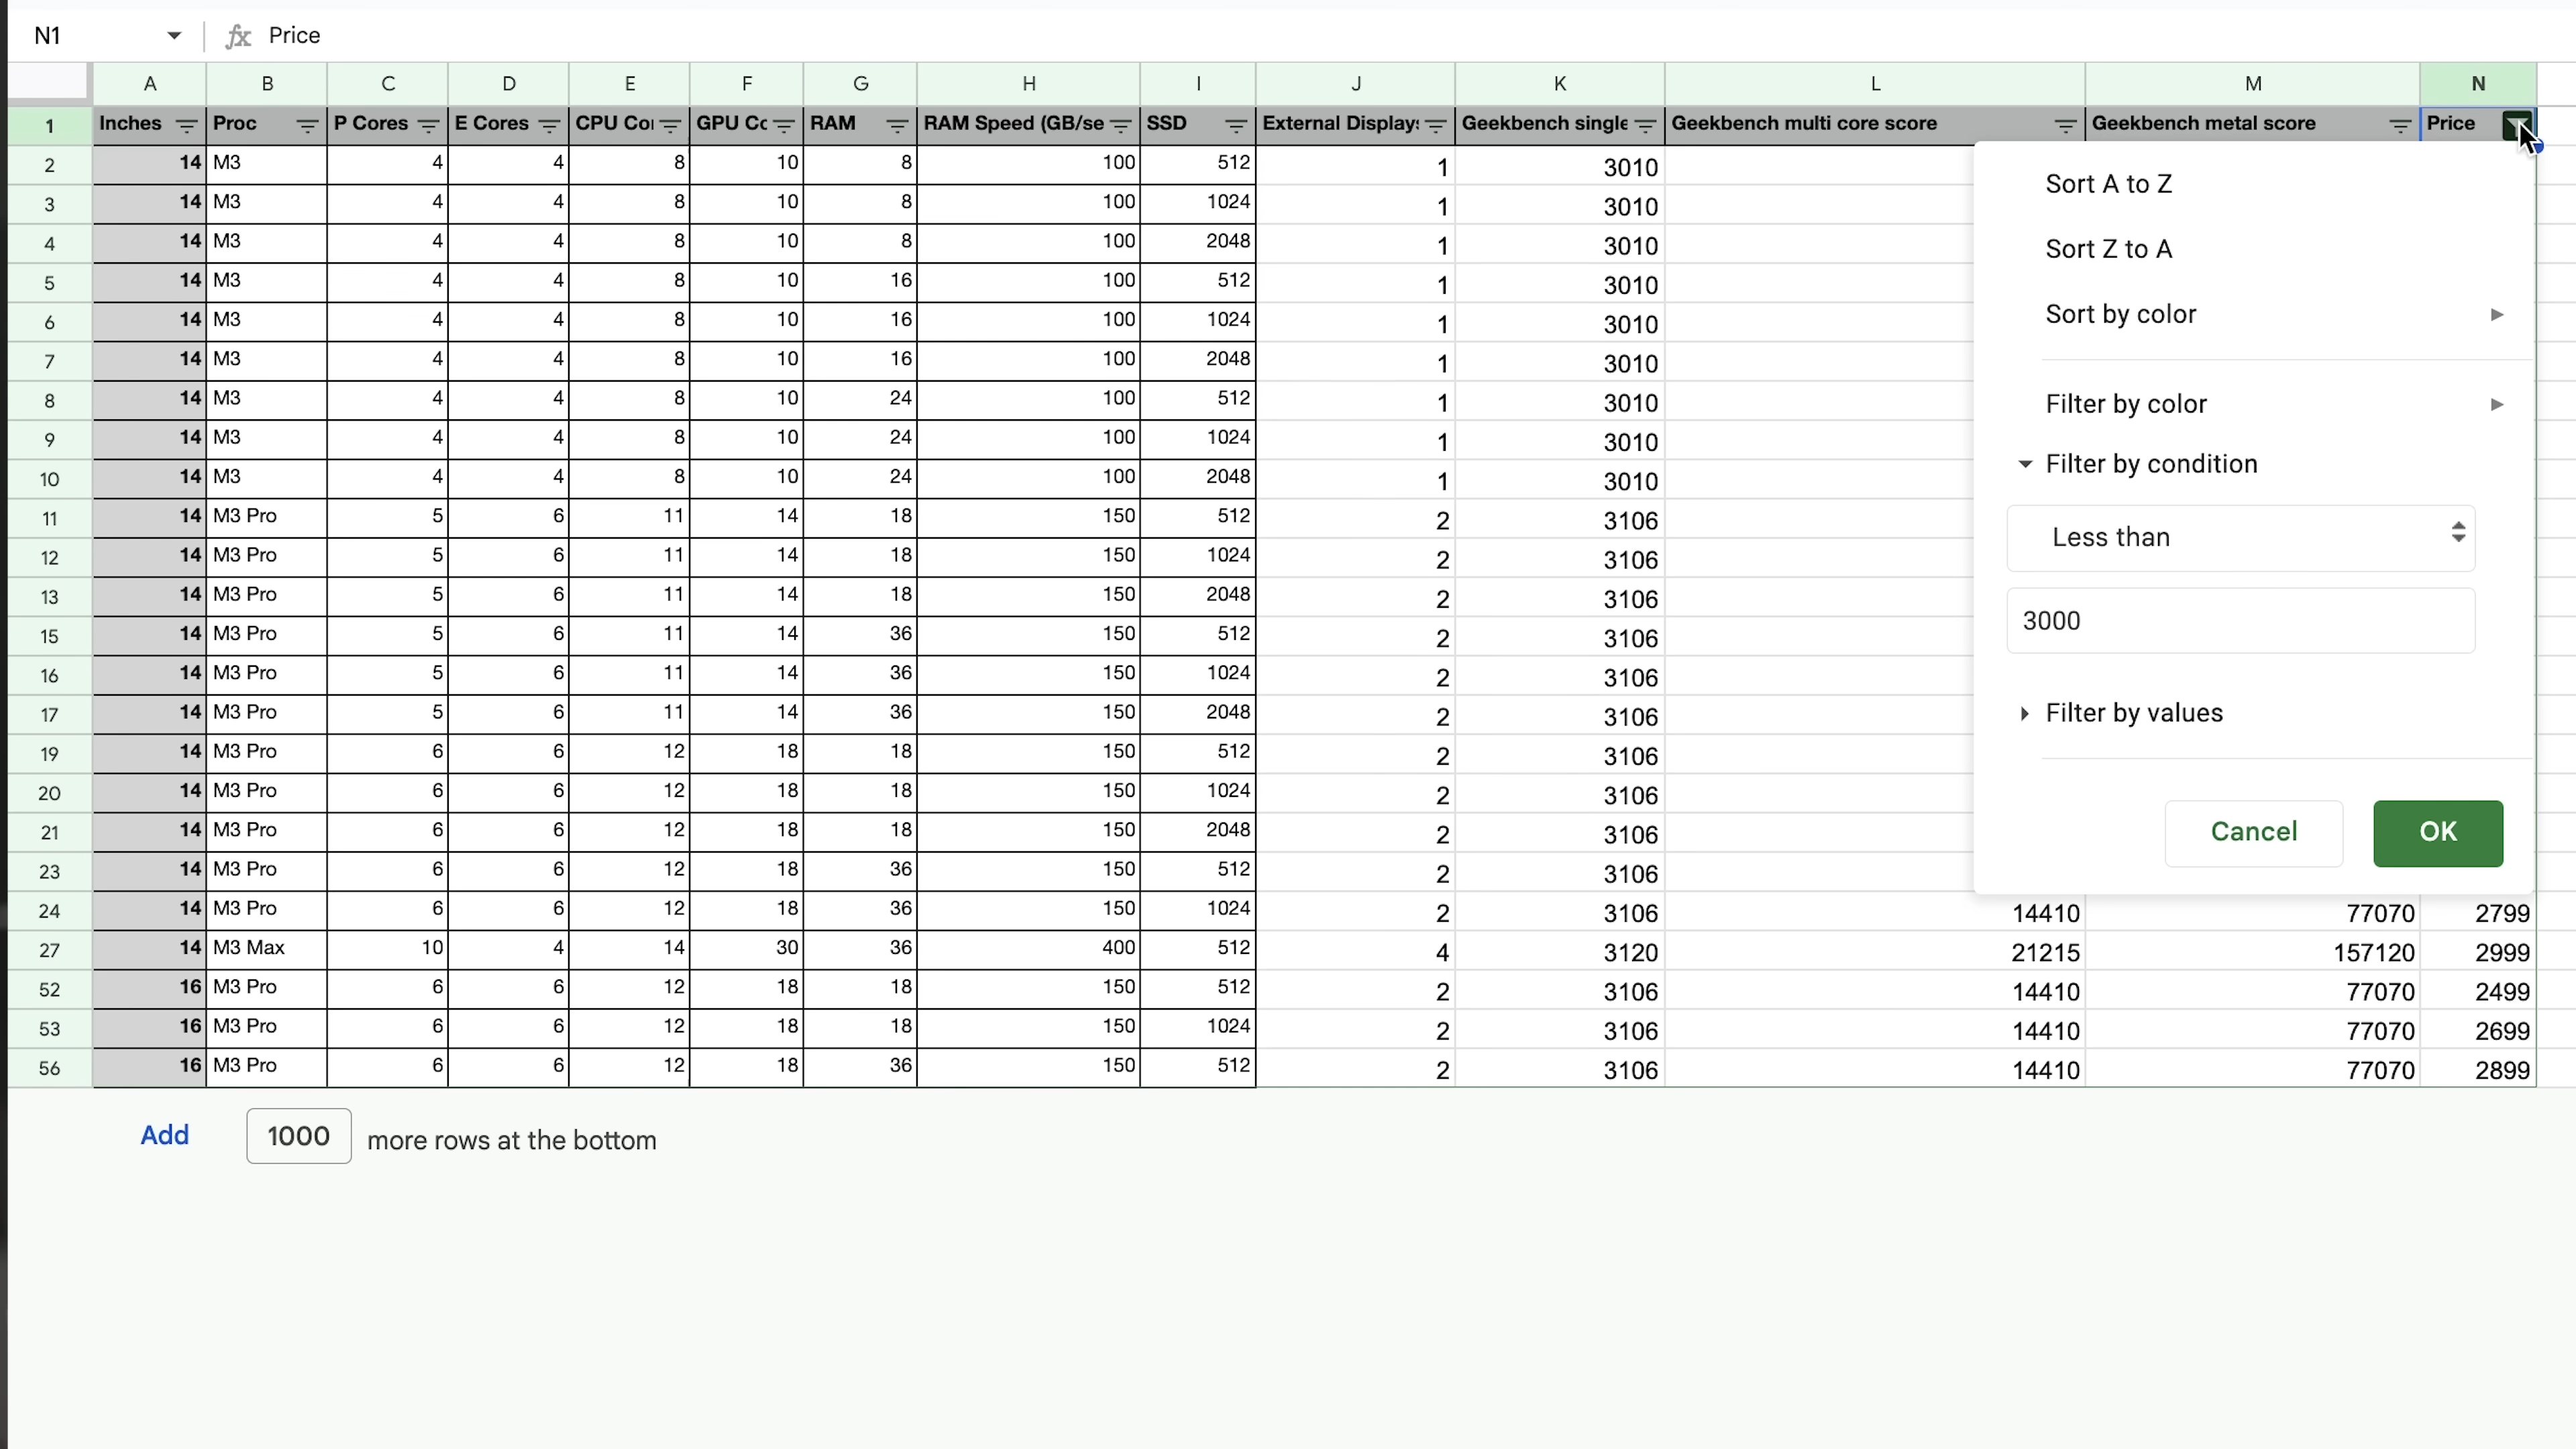 N1 fx Price
A B C D E F G H I J K L M N
1 Inches Proc P Cores E Cores CPU Co GPU Co RAM RAM Speed (GB/se SSD External Display Geekbench single Geekbench multi core score Geekbench metal score Price
2 14 M3 4 4 8 10 8 100 512 1 3010
3 14 M3 4 4 8 10 8 100 1024 1 3010
4 14 M3 4 4 8 10 8 100 2048 1 3010
5 14 M3 4 4 8 10 16 100 512 1 3010
6 14 M3 4 4 8 10 16 100 1024 1 3010
7 14 M3 4 4 8 10 16 100 2048 1 3010
8 14 M3 4 4 8 10 24 100 512 1 3010
9 14 M3 4 4 8 10 24 100 1024 1 3010
10 14 M3 4 4 8 10 24 100 2048 1 3010
11 14 M3 Pro 5 6 11 14 18 150 512 2 3106
12 14 M3 Pro 5 6 11 14 18 150 1024 2 3106
13 14 M3 Pro 5 6 11 14 18 150 2048 2 3106
15 14 M3 Pro 5 6 11 14 36 150 512 2 3106
16 14 M3 Pro 5 6 11 14 36 150 1024 2 3106
17 14 M3 Pro 5 6 11 14 36 150 2048 2 3106
19 14 M3 Pro 6 6 12 18 18 150 512 2 3106
20 14 M3 Pro 6 6 12 18 18 150 1024 2 3106
21 14 M3 Pro 6 6 12 18 18 150 2048 2 3106
23 14 M3 Pro 6 6 12 18 36 150 512 2 3106
24 14 M3 Pro 6 6 12 18 36 150 1024 2 3106 14410 77070 2799
27 14 M3 Max 10 4 14 30 36 400 512 4 3120 21215 157120 2999
52 16 M3 Pro 6 6 12 18 18 150 512 2 3106 14410 77070 2499
53 16 M3 Pro 6 6 12 18 18 150 1024 2 3106 14410 77070 2699
56 16 M3 Pro 6 6 12 18 36 150 512 2 3106 14410 77070 2899
Sort A to Z
Sort Z to A
Sort by color
Filter by color
Filter by condition
Less than
3000
Filter by values
Cancel OK
Add 1000 more rows at the bottom